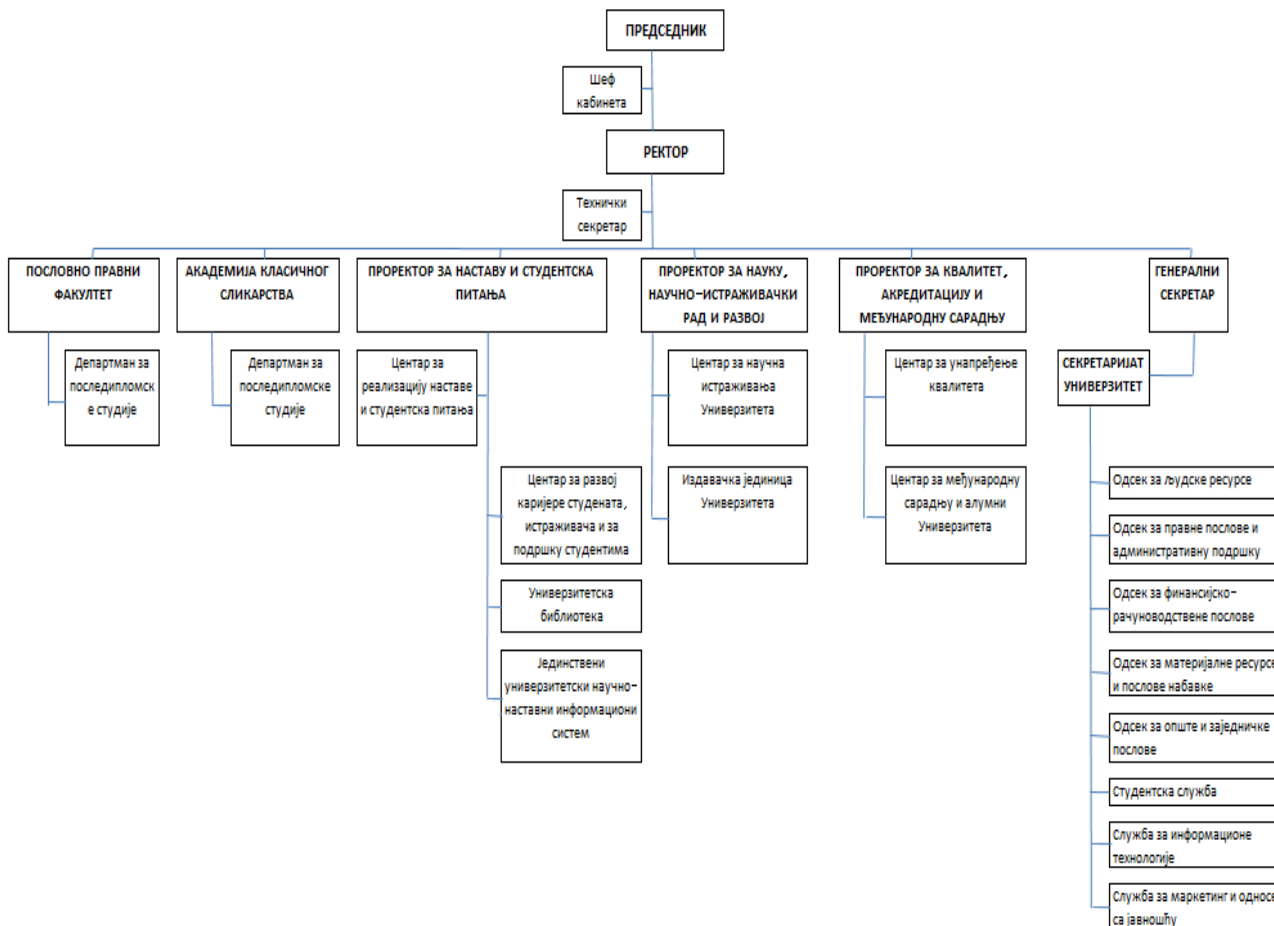 ПРЕДСЕДНИК
Шеф
кабинета
РЕКТОР
Технички
секретар
ПОСЛОВНО ПРАВНИ
ФАКУЛТЕТ
АКАДЕМИЈА КЛАСИЧНОГ
СЛИКАРСТВА
ПРОРЕКТОР ЗА НАСТАВУ И СТУДЕНТСКА
ПИТАЊА
ПРОРЕКТОР ЗА НАУКУ,
НАУЧНО-ИСТРАЖИВАЧКИ
РАД И РАЗВОЈ
ПРОРЕКТОР ЗА КВАЛИТЕТ,
АКРЕДИТАЦИЈУ И
МЕЂУНАРОДНУ САРАДЊУ
ГЕНЕРАЛНИ
СЕКРЕТАР
Департман за
последипломск
е студије
Департман за
последипломске
студије
Центар за
реализацију наставе
и студентска питања
Центар за научна
истраживања
Универзитета
Центар за унапређење
квалитета
СЕКРЕТАРИЈАТ
УНИВЕРЗИТЕТ
Центар за развој
каријере студената,
истраживача и за
подршку студентима
Издавачка јединица
Универзитета
Центар за међународну
сарадњу и алумни
Универзитета
Универзитетска
библиотека
Јединствени
универзитетски научно-
наставни информациони
систем
Одсек за људске ресурсе
Одсек за правне послове и
административну подршку
Одсек за финансијско-
рачуноводствене послове
Одсек за материјалне ресурсе
и послове набавке
Одсек за опште и заједничке
послове
Студентска служба
Служба за информационе
технологије
Служба за маркетинг и односе
са јавношћу